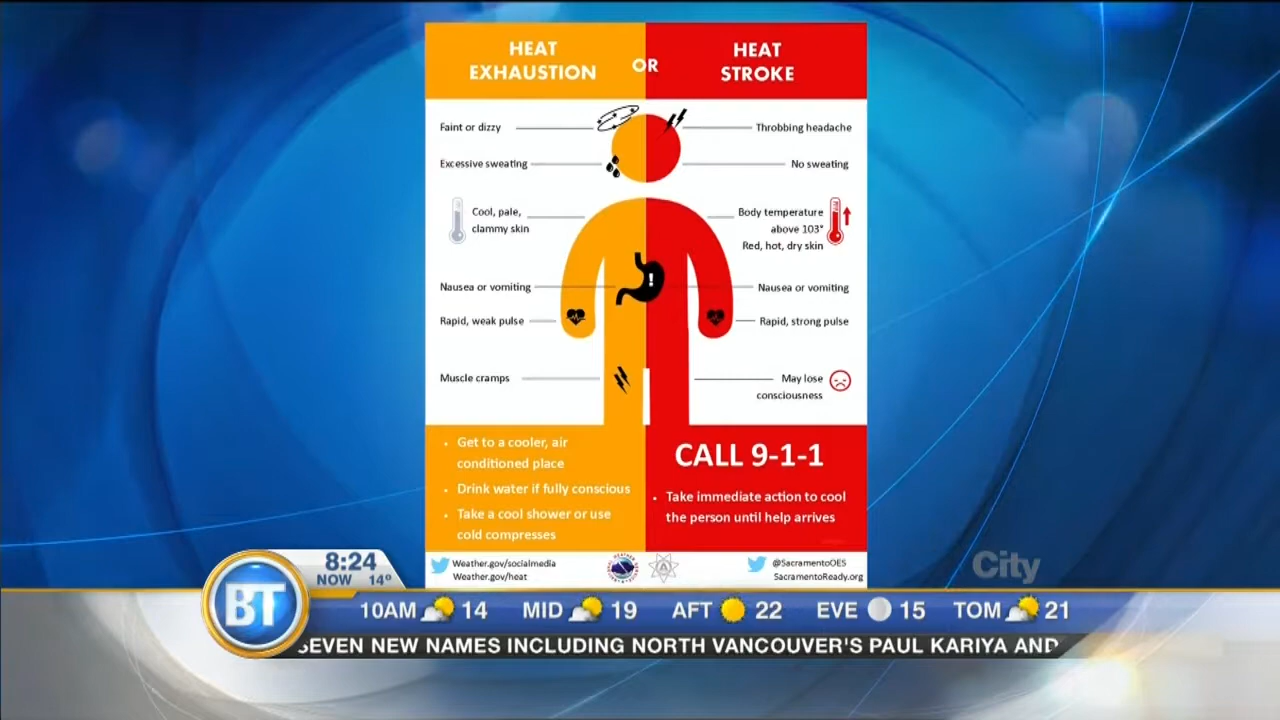 HEAT
EXHAUSTION
OR
HEAT
STROKE
Faint or dizzy
Throbbing headache
Excessive sweating
No sweating
Cool, pale,
clammy skin
Body temperature
above 103°
Red, hot, dry skin
!
Nausea or vomiting
Nausea or vomiting
Rapid, weak pulse
Rapid, strong pulse
Muscle cramps
May lose
consciousness
• Get to a cooler, air
conditioned place
• Drink water if fully conscious
• Take a cool shower or use
cold compresses
CALL 9-1-1
• Take immediate action to cool
the person until help arrives
Weather.gov/socialmedia
Weather.gov/heat
@SacramentoOES
SacramentoReady.org
City
BT
8:24
NOW 14°
10AM 14 MID 19 AFT 22 EVE 15 TOM 21
SEVEN NEW NAMES INCLUDING NORTH VANCOUVER'S PAUL KARIYA AND